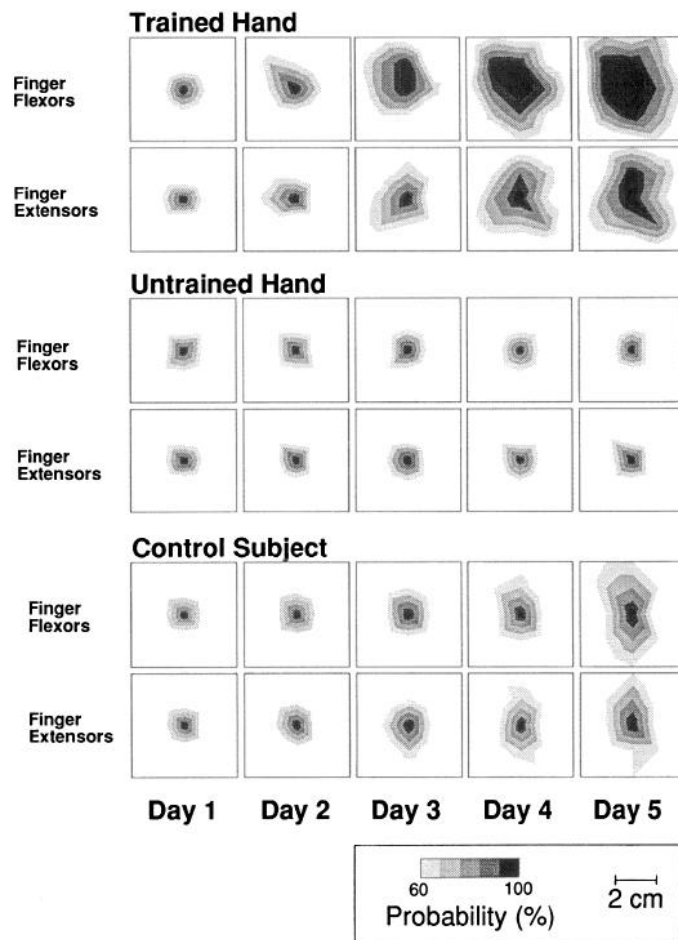 Trained Hand
Finger
Flexors
Finger
Extensors
Untrained Hand
Finger
Flexors
Finger
Extensors
Control Subject
Finger
Flexors
Finger
Extensors
Day 1 Day 2 Day 3 Day 4 Day 5
60 100
Probability (%)
2 cm